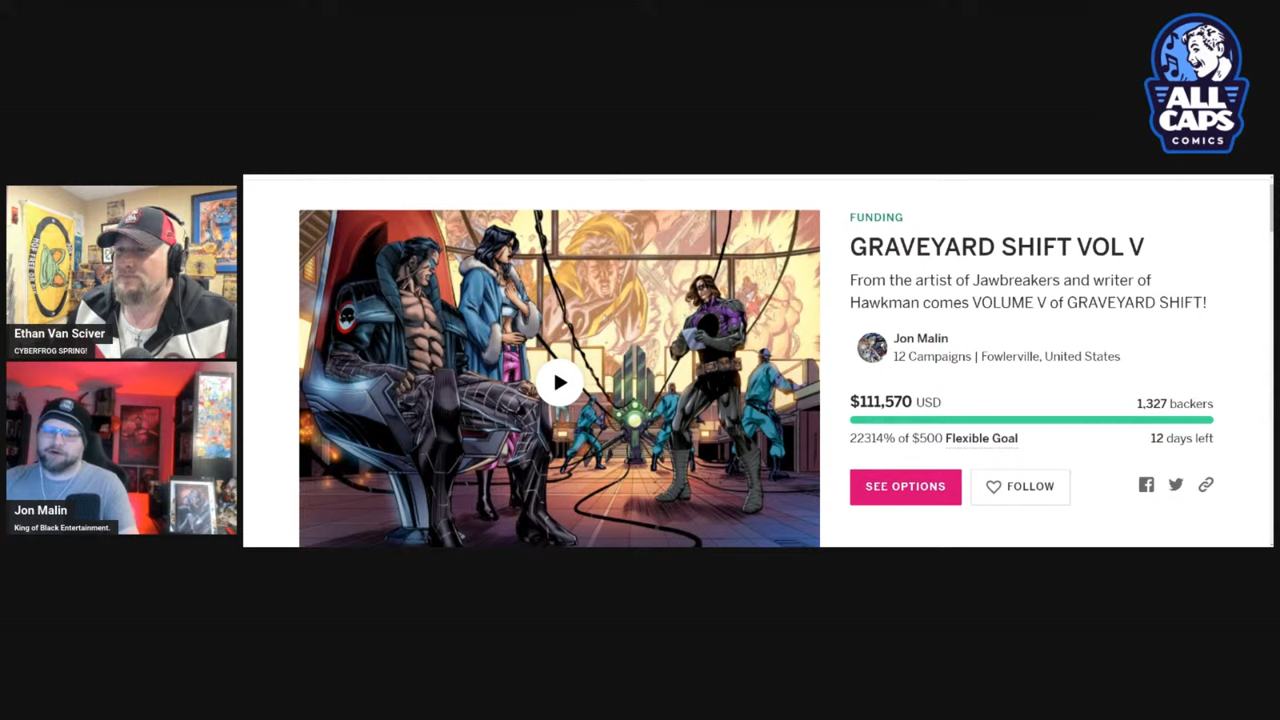 ALL
CAPS
COMICS
Ethan Van Sciver
CYBERFROG SPRING!
Jon Malin
King of Black Entertainment.
FUNDING
GRAVEYARD SHIFT VOL V
From the artist of Jawbreakers and writer of
Hawkman comes VOLUME V of GRAVEYARD SHIFT!
Jon Malin
12 Campaigns | Fowlerville, United States
$111,570 USD
1,327 backers
22314% of $500 Flexible Goal
12 days left
SEE OPTIONS
FOLLOW